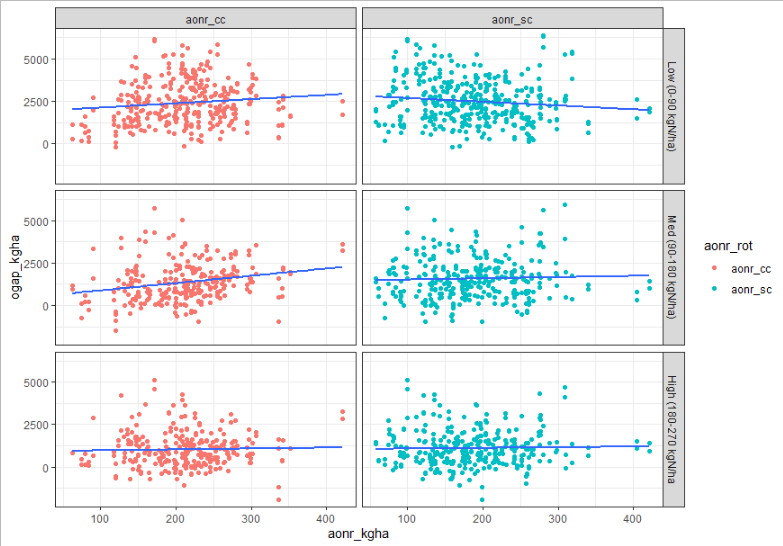 aonr_cc aonr_sc
5000
2500
0
Low (0-90 kgN/ha)
5000
2500
0
Med (90-180 kgN/ha)
5000
2500
0
High (180-270 kgN/ha
ogap_kgha
100 200 300 400 100 200 300 400
aonr_kgha
aonr_rot
aonr_cc
aonr_sc